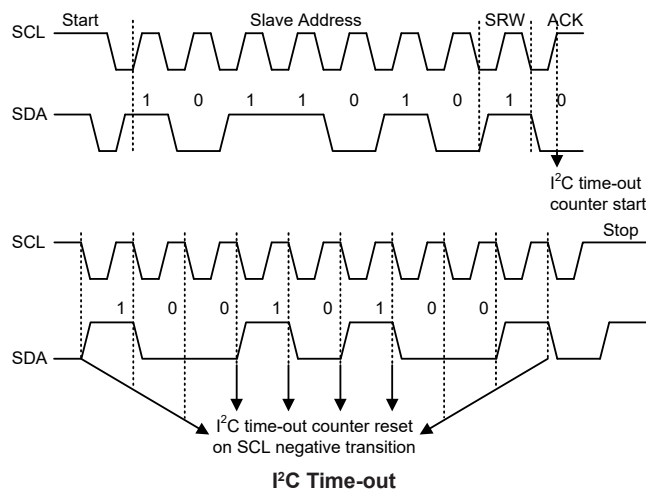 Start Slave Address SRW ACK
SCL
1 0 1 1 0 1 0 1 0
SDA
I²C time-out
counter start
Stop
SCL
1 0 0 1 0 1 0 0
SDA
I²C time-out counter reset
on SCL negative transition
I²C Time-out